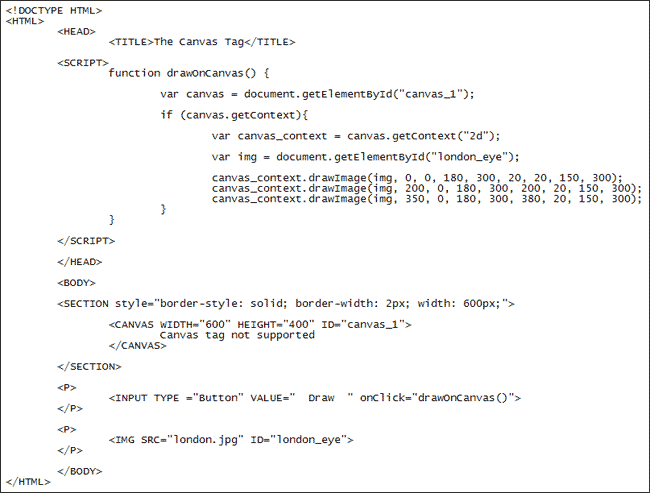 <!DOCTYPE HTML>
<HTML>
<HEAD>
<TITLE>The Canvas Tag</TITLE>
<SCRIPT>
function drawOnCanvas() {
var canvas = document.getElementById("canvas_1");
if (canvas.getContext){
var canvas_context = canvas.getContext("2d");
var img = document.getElementById("london_eye");
canvas_context.drawImage(img, 0, 0, 180, 300, 20, 20, 150, 300);
canvas_context.drawImage(img, 200, 0, 180, 300, 200, 20, 150, 300);
canvas_context.drawImage(img, 350, 0, 180, 300, 380, 20, 150, 300);
}
}
</SCRIPT>
</HEAD>
<BODY>
<SECTION style="border-style: solid; border-width: 2px; width: 600px;">
<CANVAS WIDTH="600" HEIGHT="400" ID="canvas_1">
Canvas tag not supported
</CANVAS>
</SECTION>
<P>
<INPUT TYPE ="Button" VALUE="  Draw  " onClick="drawOnCanvas()">
</P>
<P>
<IMG SRC="london.jpg" ID="london_eye">
</P>
</BODY>
</HTML>